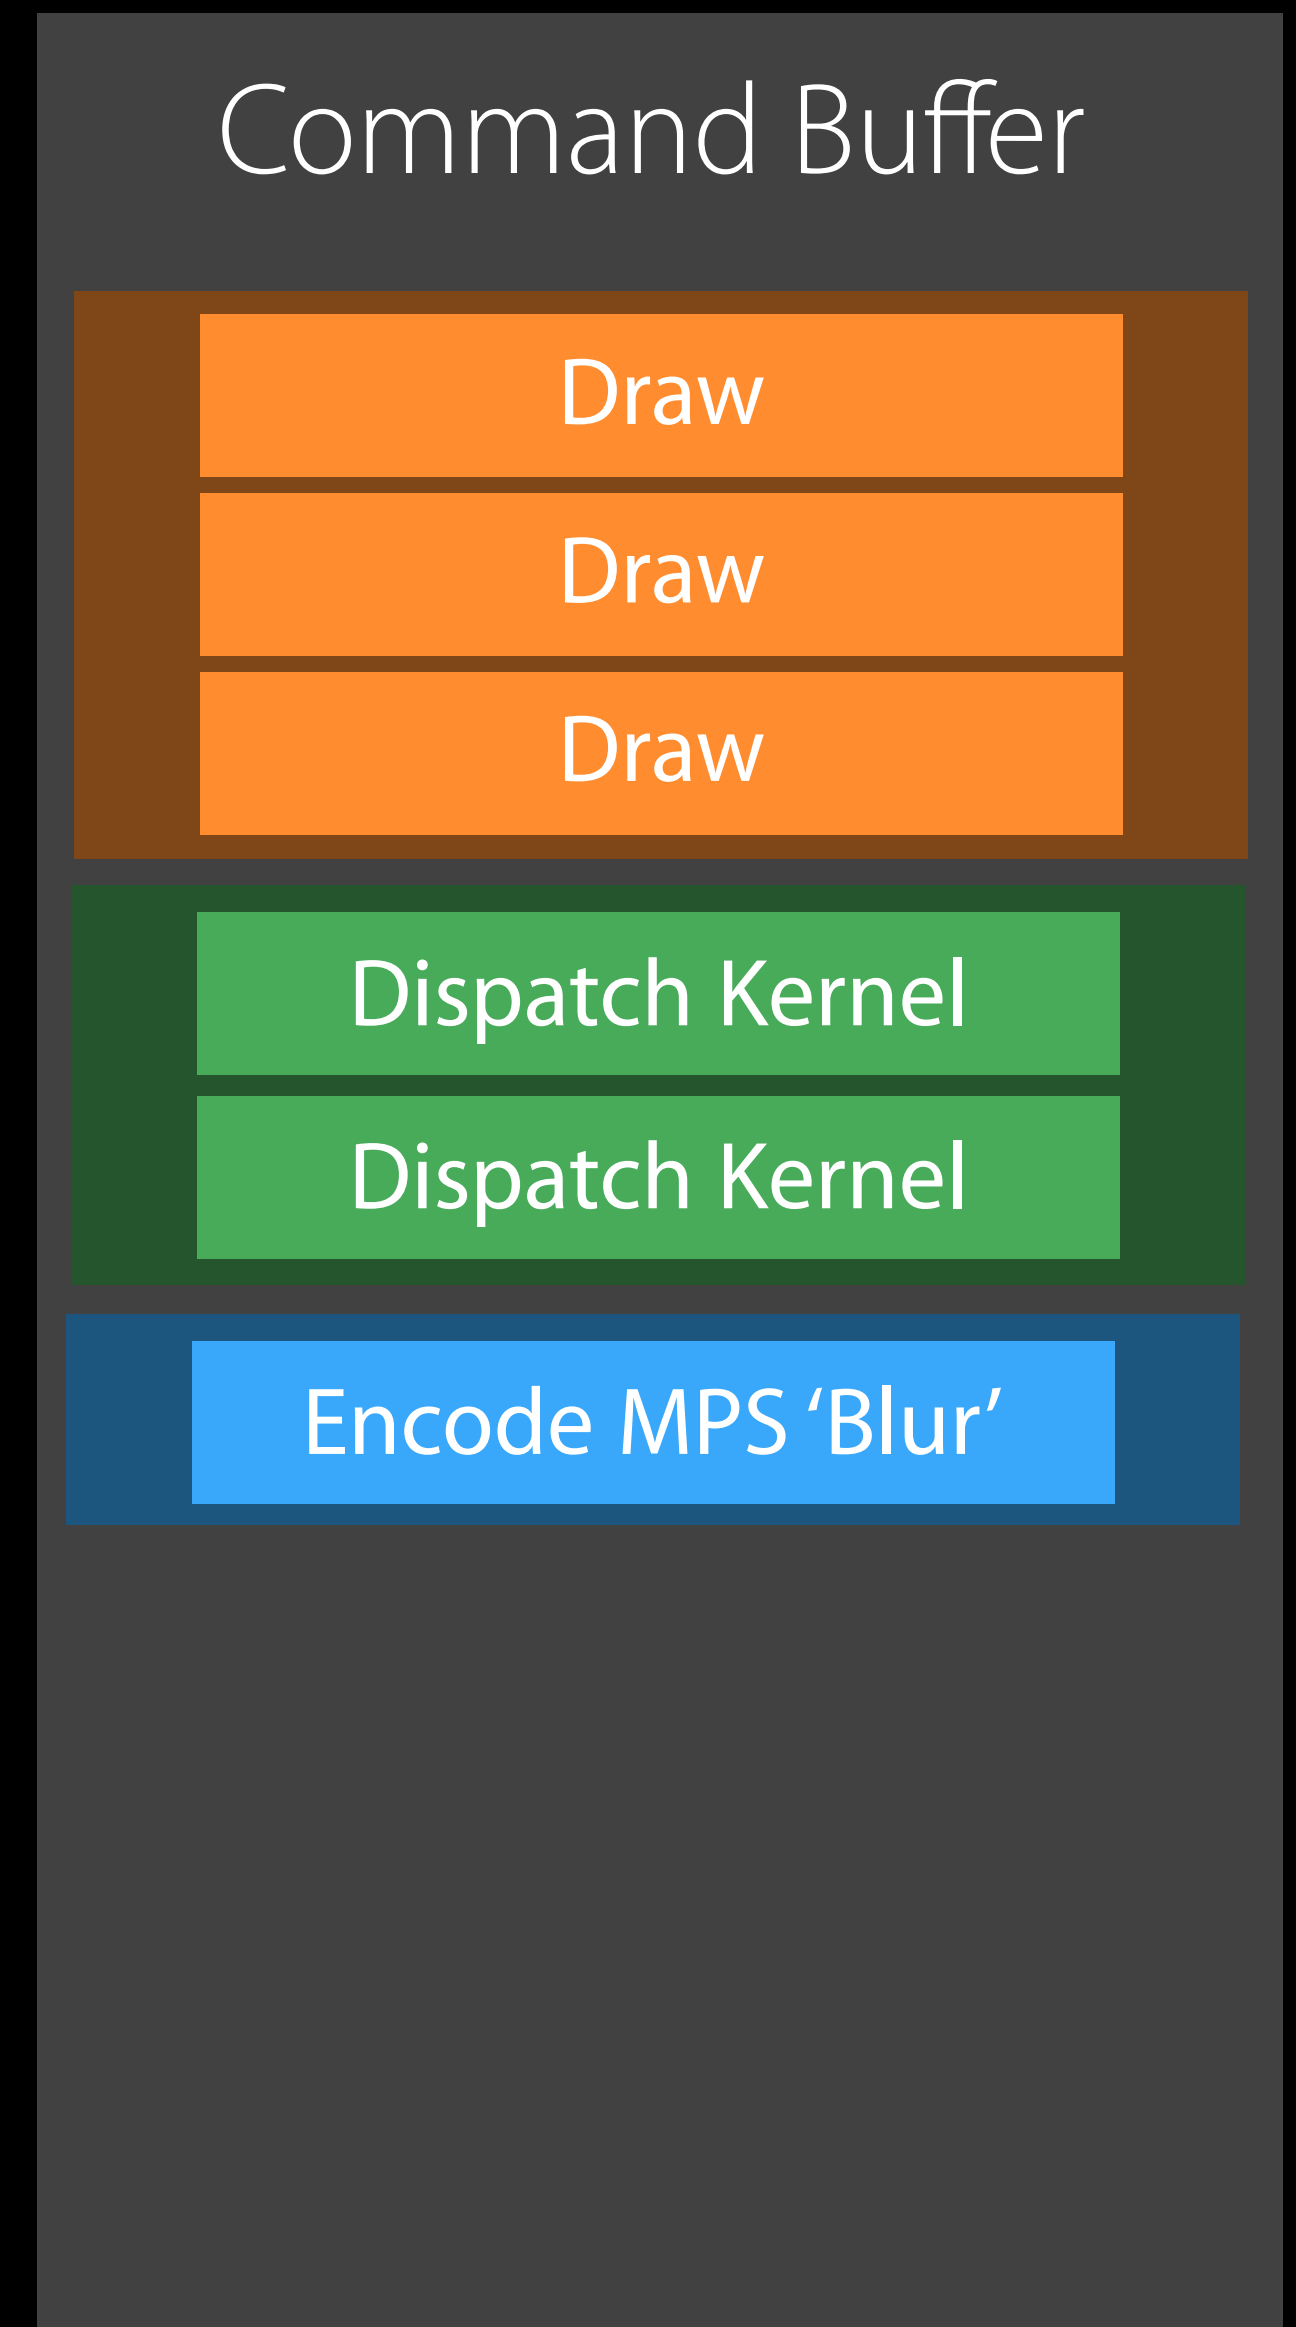 Command Buffer
Draw
Draw
Draw
Dispatch Kernel
Dispatch Kernel
Encode MPS ‘Blur’